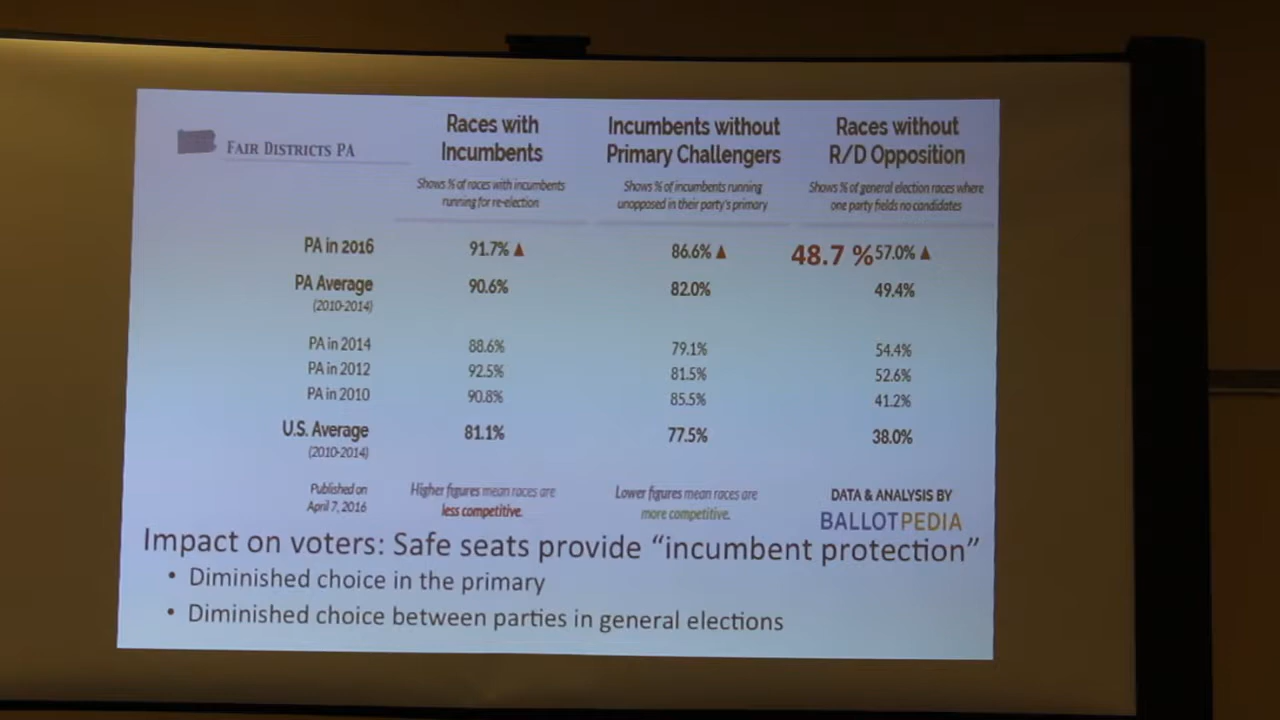 FAIR DISTRICTS PA
Races with
Incumbents
Shows % of races with incumbents
running for re-election
Incumbents without
Primary Challengers
Shows % of incumbents running
unopposed in their party's primary
Races without
R/D Opposition
Shows % of general election races where
one party fields no candidates
PA in 2016 91.7% ▲ 86.6% ▲ 48.7 % 57.0% ▲
PA Average 90.6% 82.0% 49.4%
(2010-2014)
PA in 2014 88.6% 79.1% 54.4%
PA in 2012 92.5% 81.5% 52.6%
PA in 2010 90.8% 85.5% 41.2%
U.S. Average 81.1% 77.5% 38.0%
(2010-2014)
Published on
April 7, 2016
Higher figures mean races are
less competitive.
Lower figures mean races are
more competitive.
DATA & ANALYSIS BY
BALLOTPEDIA
Impact on voters: Safe seats provide “incumbent protection”
• Diminished choice in the primary
• Diminished choice between parties in general elections